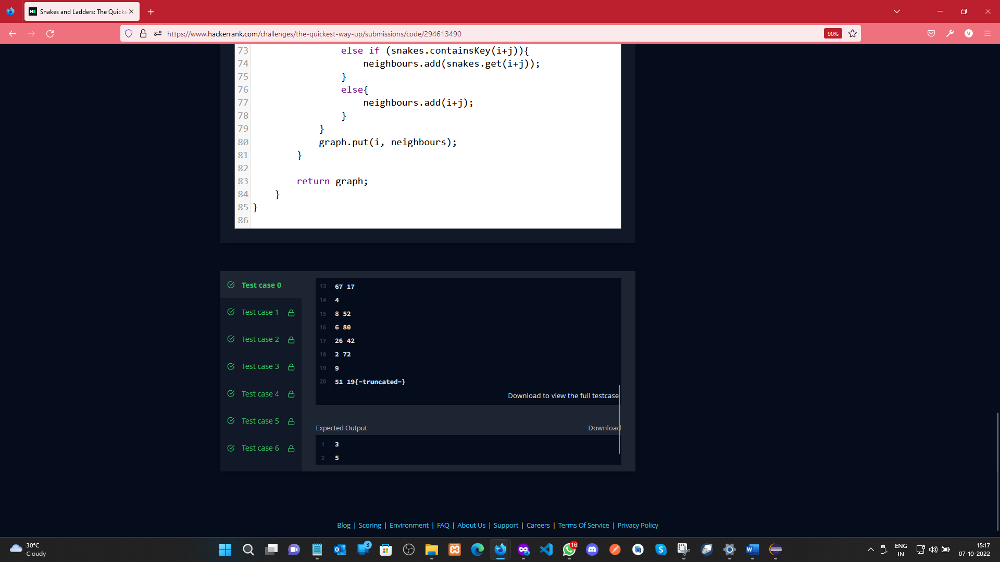 Snakes and Ladders: The Quicke
https://www.hackerrank.com/challenges/the-quickest-way-up/submissions/code/294613490
90%
V
73 else if (snakes.containsKey(i+j)){
74 neighbours.add(snakes.get(i+j));
75 }
76 else{
77 neighbours.add(i+j);
78 }
79 }
80 graph.put(i, neighbours);
81 }
82
83 return graph;
84 }
85 }
86
Test case 0
Test case 1
Test case 2
Test case 3
Test case 4
Test case 5
Test case 6
13 67 17
14 4
15 8 52
16 6 80
17 26 42
18 2 72
19 9
20 51 19{-truncated-}
Download to view the full testcase
Expected Output Download
1 3
2 5
Blog | Scoring | Environment | FAQ | About Us | Support | Careers | Terms Of Service | Privacy Policy
30°C
Cloudy
3
16
ENG
IN
15:17
07-10-2022